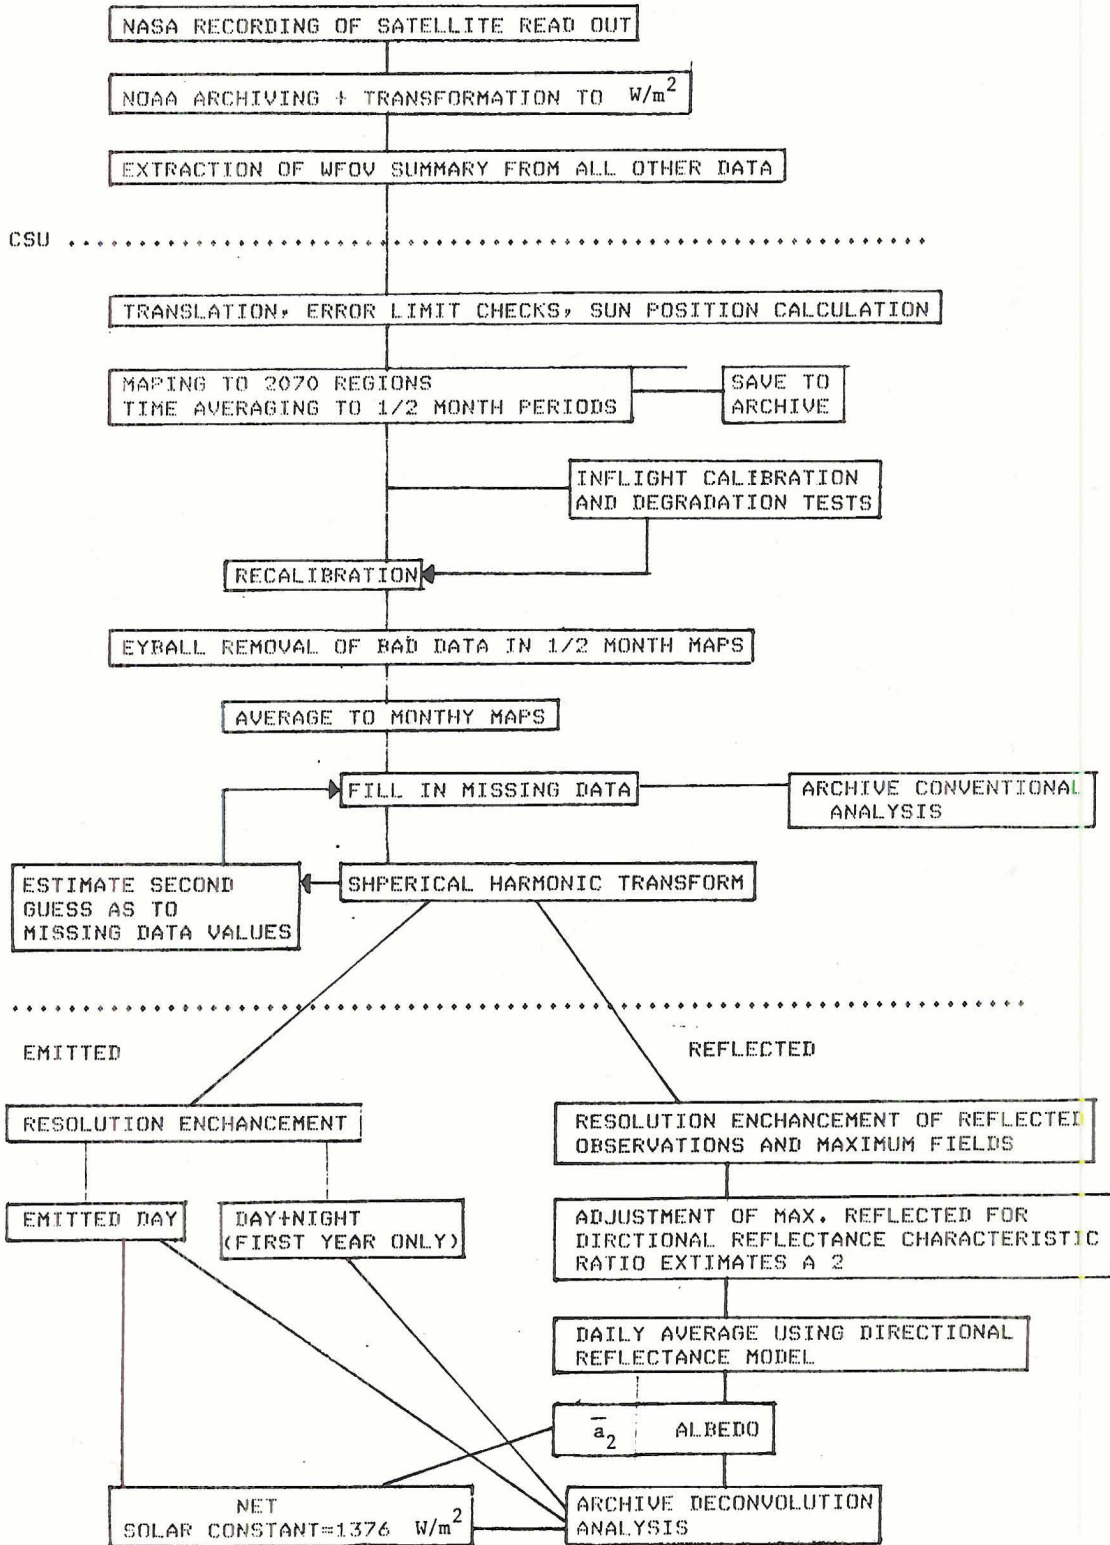 NASA RECORDING OF SATELLITE READ OUT
NOAA ARCHIVING + TRANSFORMATION TO W/m²
EXTRACTION OF WFOV SUMMARY FROM ALL OTHER DATA
CSU
TRANSLATION, ERROR LIMIT CHECKS, SUN POSITION CALCULATION
MAPING TO 2070 REGIONS
TIME AVERAGING TO 1/2 MONTH PERIODS
SAVE TO
ARCHIVE
INFLIGHT CALIBRATION
AND DEGRADATION TESTS
RECALIBRATION
EYBALL REMOVAL OF BAD DATA IN 1/2 MONTH MAPS
AVERAGE TO MONTHY MAPS
FILL IN MISSING DATA
ARCHIVE CONVENTIONAL
ANALYSIS
ESTIMATE SECOND
GUESS AS TO
MISSING DATA VALUES
SHPERICAL HARMONIC TRANSFORM
EMITTED
REFLECTED
RESOLUTION ENCHANCEMENT
RESOLUTION ENCHANCEMENT OF REFLECTED
OBSERVATIONS AND MAXIMUM FIELDS
EMITTED DAY
DAY+NIGHT
(FIRST YEAR ONLY)
ADJUSTMENT OF MAX. REFLECTED FOR
DIRCTIONAL REFLECTANCE CHARACTERISTIC
RATIO EXTIMATES A 2
DAILY AVERAGE USING DIRECTIONAL
REFLECTANCE MODEL
a̅₂ ALBEDO
NET
SOLAR CONSTANT=1376 W/m²
ARCHIVE DECONVOLUTION
ANALYSIS